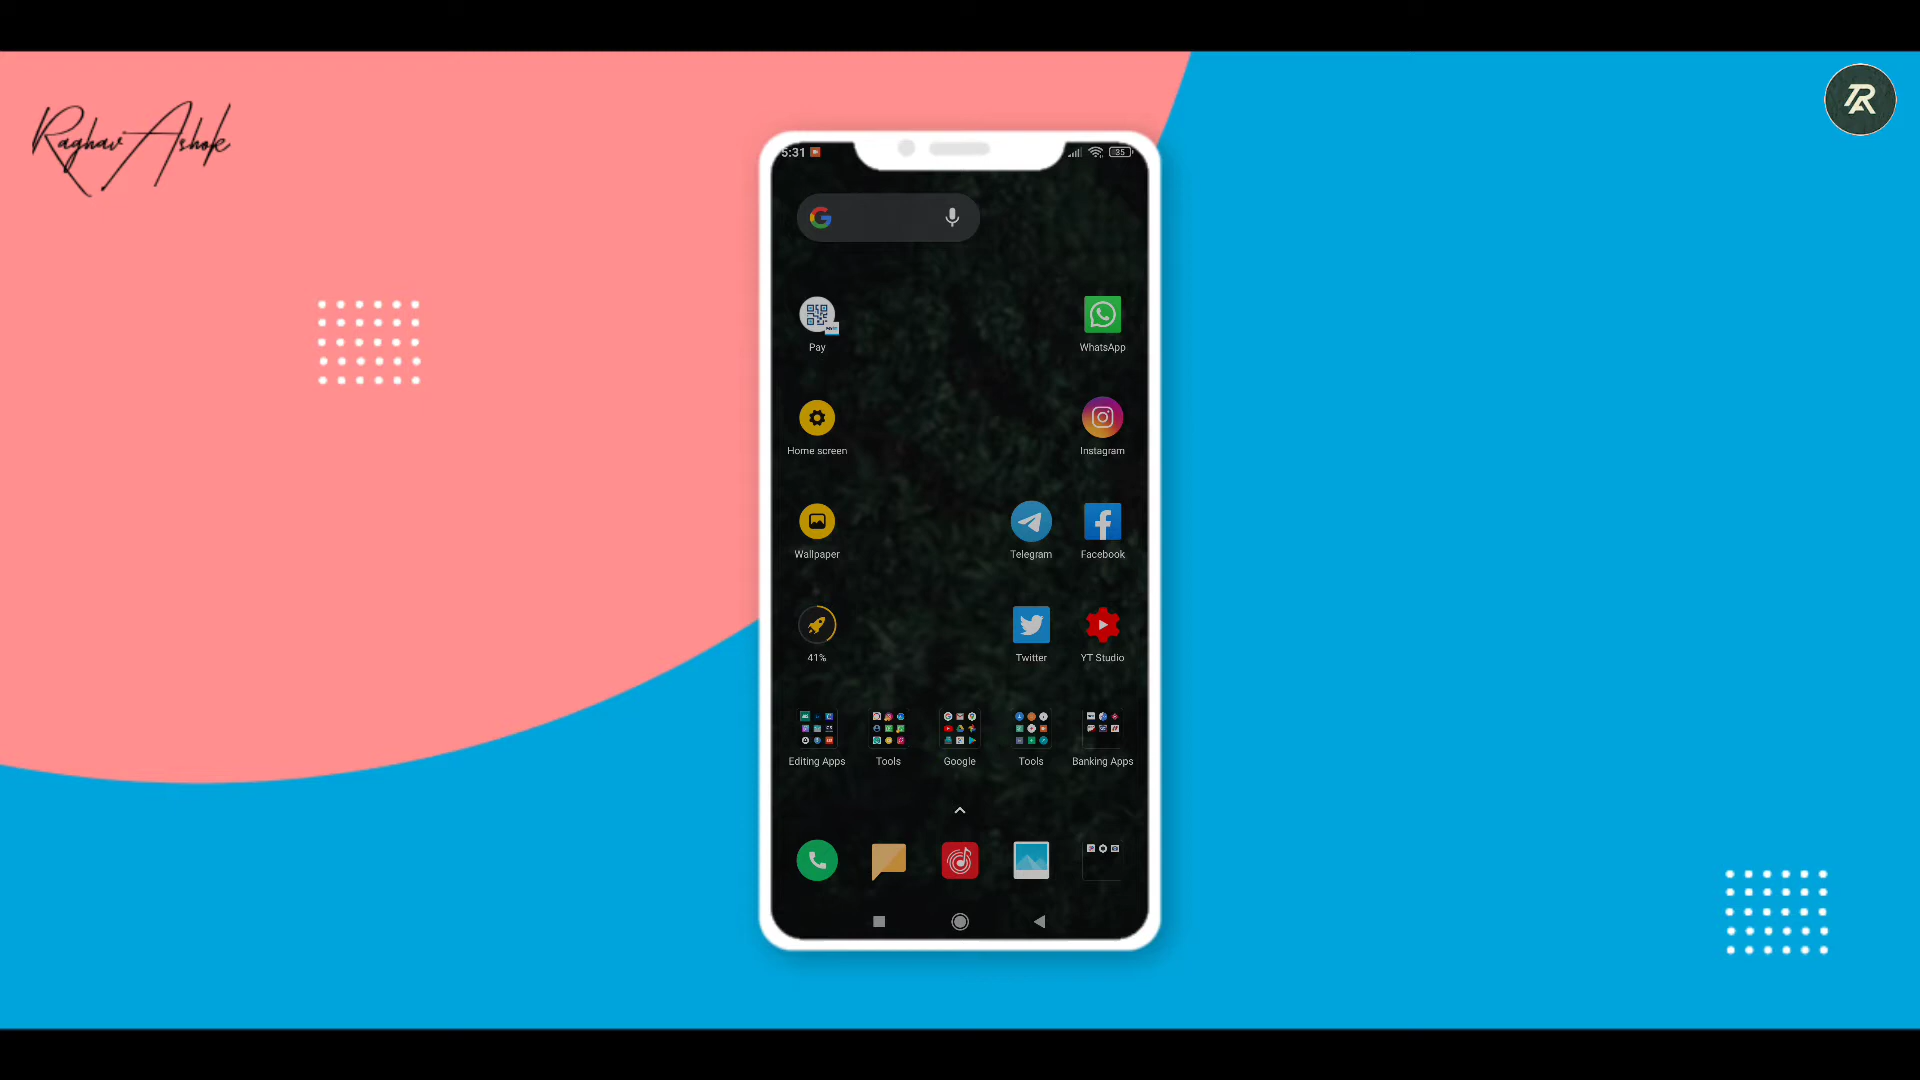 Raghav Ashok
5:31
35
Pay
WhatsApp
Home screen
Instagram
Wallpaper
Telegram
Facebook
41%
Twitter
YT Studio
Editing Apps
Tools
Google
Tools
Banking Apps